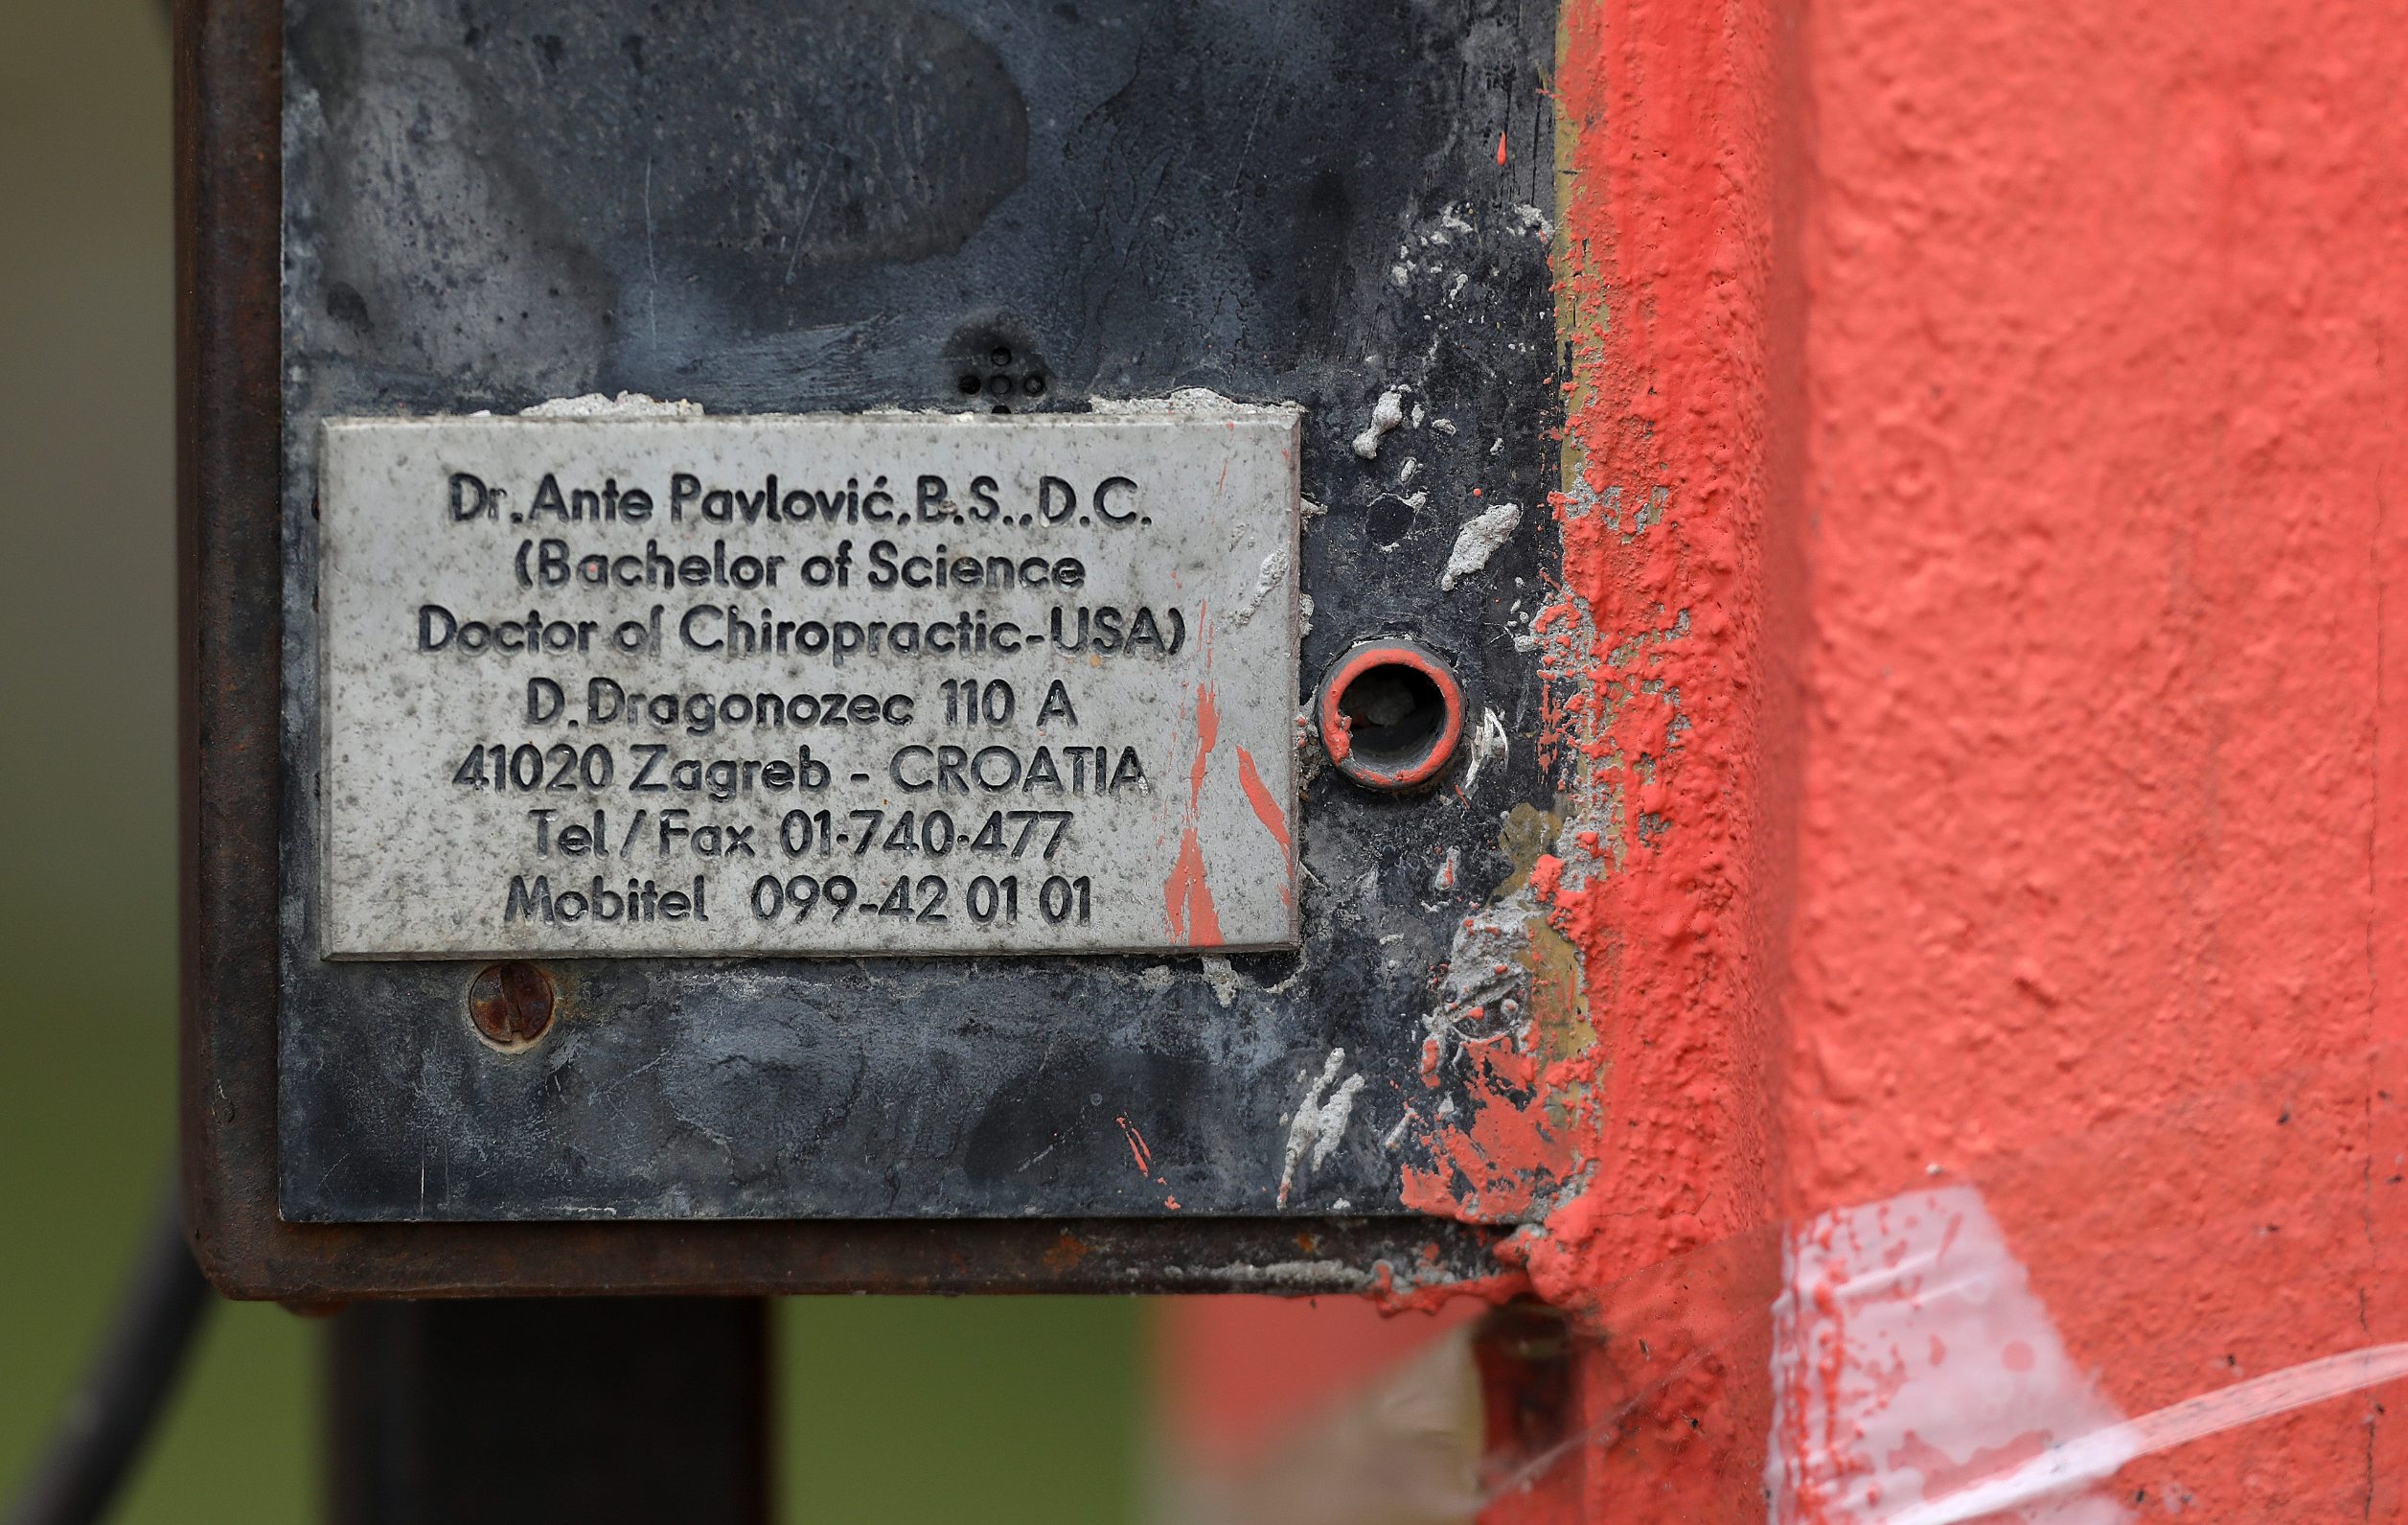 Dr.Ante Pavlović,B.S.,D.C.
(Bachelor of Science
Doctor of Chiropractic-USA)
D.Dragonozec 110 A
41020 Zagreb - CROATIA
Tel/Fax 01-740-477
Mobitel 099-42 01 01